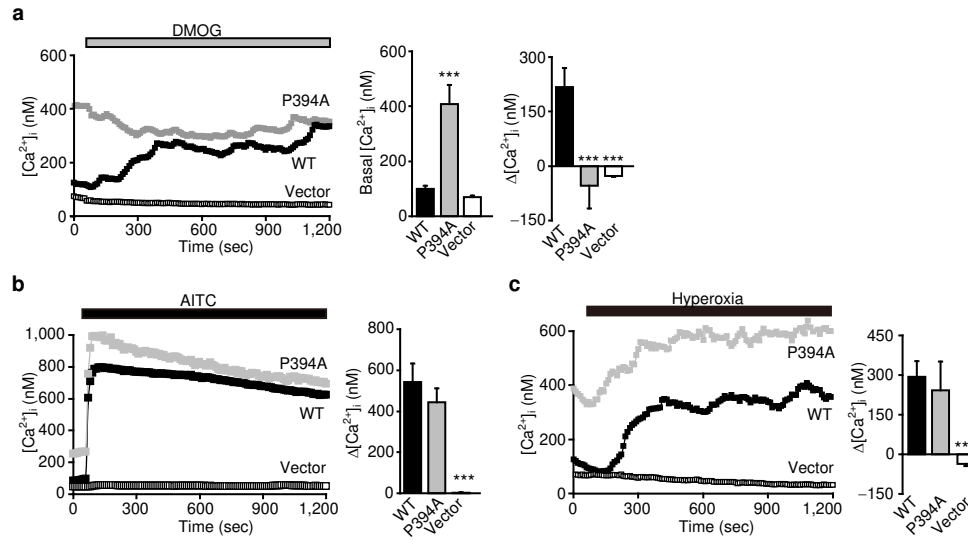 a
DMOG
600
400
200
0
[Ca²⁺]ᵢ (nM)
P394A
WT
Vector
0 300 600 900 1,200
Time (sec)
600
400
200
0
Basal [Ca²⁺]ᵢ (nM)
***
WT
P394A
Vector
300
150
0
−150
Δ[Ca²⁺]ᵢ (nM)
*** ***
WT
P394A
Vector
b
AITC
1,000
800
600
400
200
0
[Ca²⁺]ᵢ (nM)
P394A
WT
Vector
0 300 600 900 1,200
Time (sec)
800
600
400
200
0
Δ[Ca²⁺]ᵢ (nM)
***
WT
P394A
Vector
c
Hyperoxia
600
400
200
0
[Ca²⁺]ᵢ (nM)
P394A
WT
Vector
0 300 600 900 1,200
Time (sec)
450
300
150
0
−150
Δ[Ca²⁺]ᵢ (nM)
**
WT
P394A
Vector